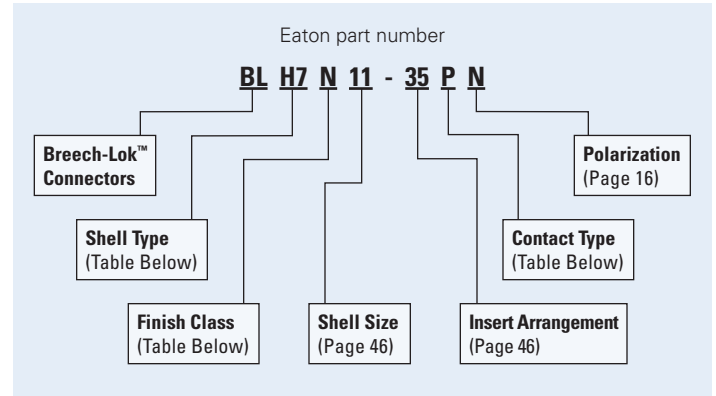 Eaton part number
BL H7 N 11 - 35 P N
Breech-Lok™
Connectors
Polarization
(Page 16)
Shell Type
(Table Below)
Contact Type
(Table Below)
Finish Class
(Table Below)
Shell Size
(Page 46)
Insert Arrangement
(Page 46)